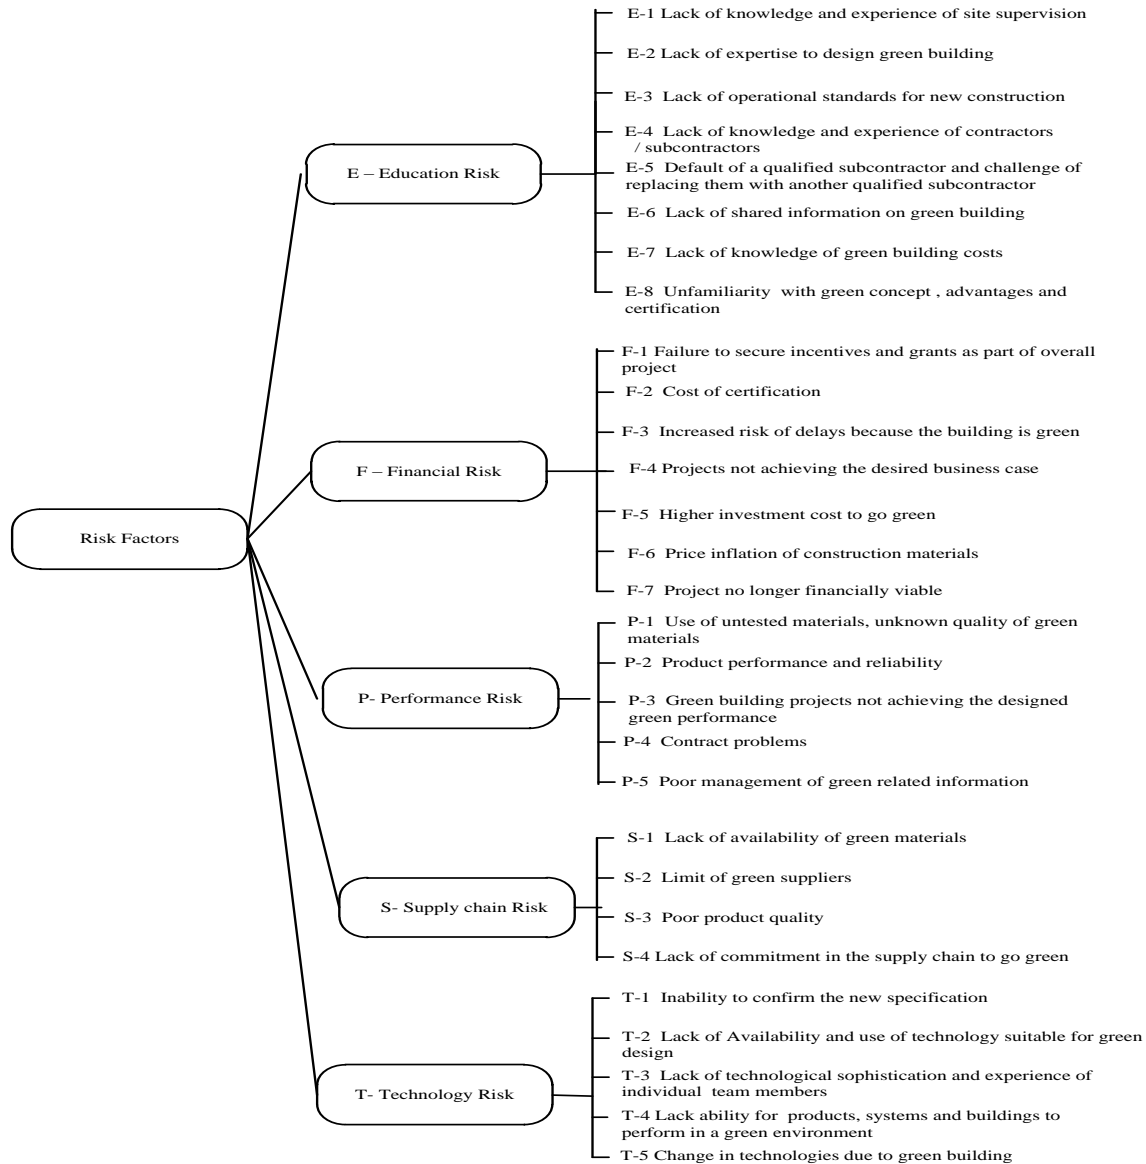 E-1 Lack of knowledge and experience of site supervision
E-2 Lack of expertise to design green building
E-3 Lack of operational standards for new construction
E-4 Lack of knowledge and experience of contractors
/ subcontractors
E – Education Risk
E-5 Default of a qualified subcontractor and challenge of
replacing them with another qualified subcontractor
E-6 Lack of shared information on green building
E-7 Lack of knowledge of green building costs
E-8 Unfamiliarity with green concept , advantages and
certification
F-1 Failure to secure incentives and grants as part of overall
project
F-2 Cost of certification
F-3 Increased risk of delays because the building is green
F – Financial Risk
F-4 Projects not achieving the desired business case
F-5 Higher investment cost to go green
Risk Factors
F-6 Price inflation of construction materials
F-7 Project no longer financially viable
P-1 Use of untested materials, unknown quality of green
materials
P-2 Product performance and reliability
P- Performance Risk
P-3 Green building projects not achieving the designed
green performance
P-4 Contract problems
P-5 Poor management of green related information
S-1 Lack of availability of green materials
S-2 Limit of green suppliers
S- Supply chain Risk
S-3 Poor product quality
S-4 Lack of commitment in the supply chain to go green
T-1 Inability to confirm the new specification
T-2 Lack of Availability and use of technology suitable for green
design
T-3 Lack of technological sophistication and experience of
individual team members
T- Technology Risk
T-4 Lack ability for products, systems and buildings to
perform in a green environment
T-5 Change in technologies due to green building